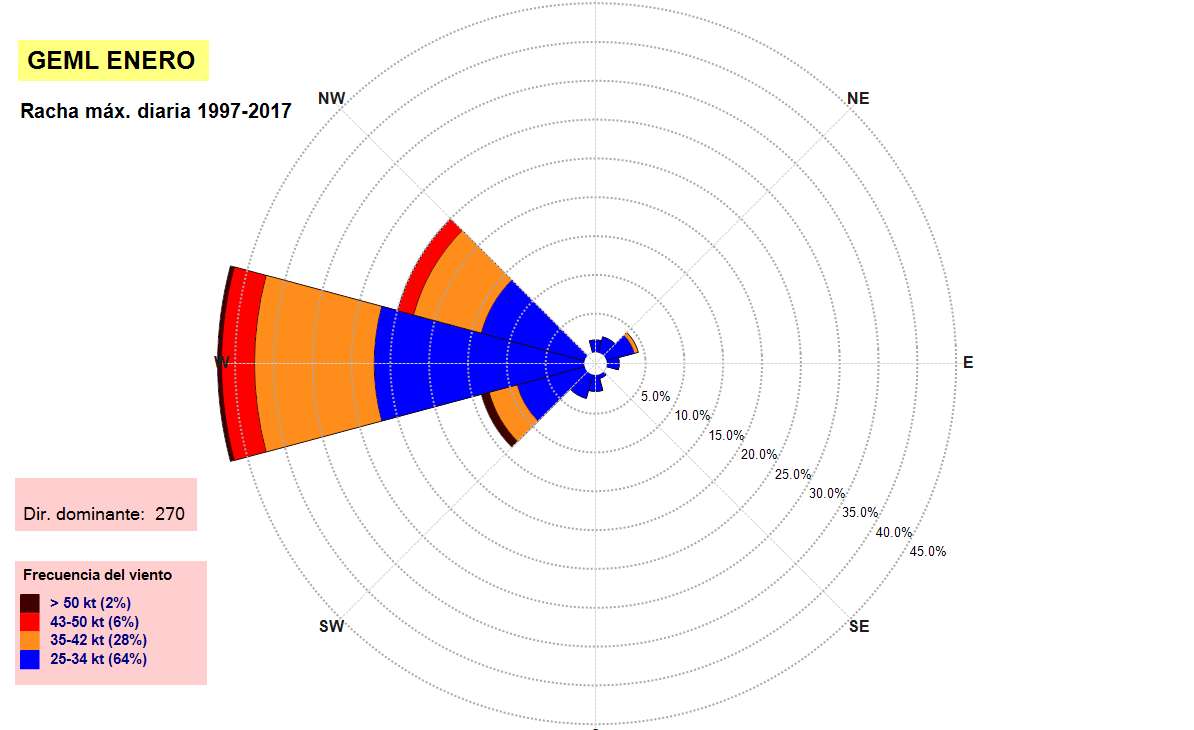 GEML ENERO
Racha máx. diaria 1997-2017
NW
NE
W
E
5.0%
10.0%
15.0%
20.0%
25.0%
30.0%
35.0%
40.0%
45.0%
SW
SE
Dir. dominante: 270
Frecuencia del viento
> 50 kt (2%)
43-50 kt (6%)
35-42 kt (28%)
25-34 kt (64%)